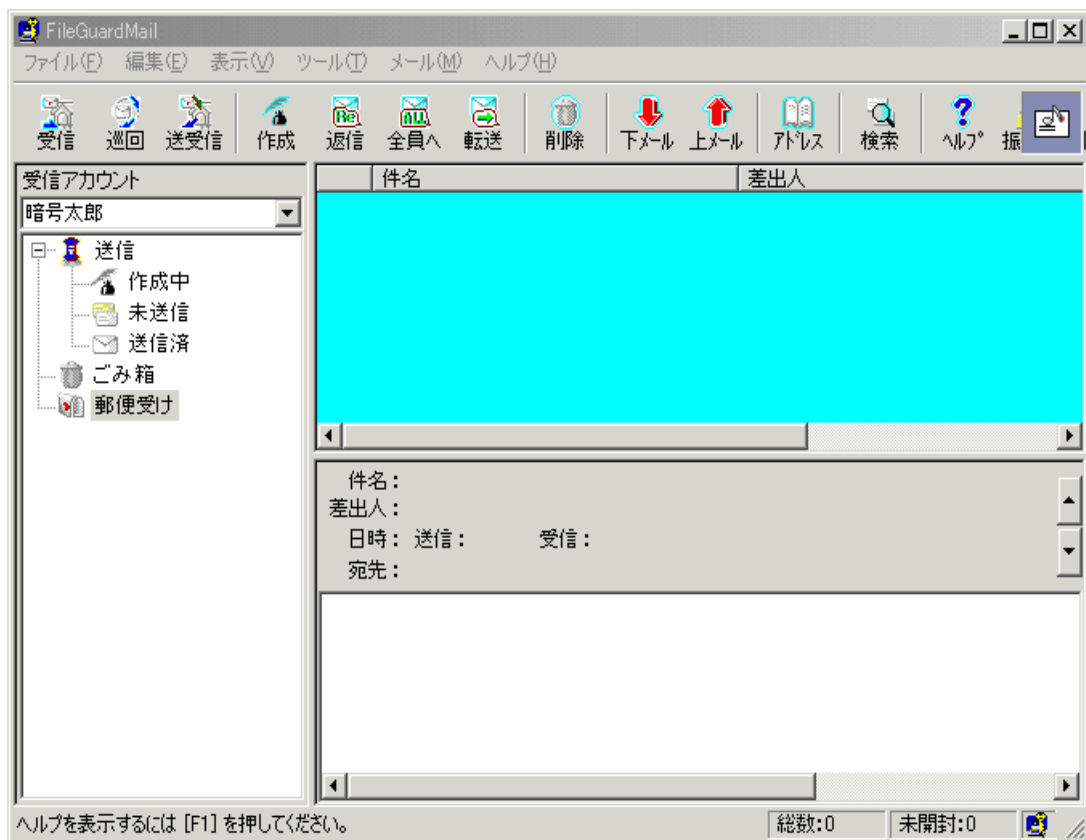 FileGuardMail
ファイル(F) 編集(E) 表示(V) ツール(T) メール(M) ヘルプ(H)
受信 巡回 送受信 作成 返信 全員へ 転送 削除 下メール 上メール アドレス 検索 ヘルプ 振
Re: ALL
受信アカウント
暗号太郎
送信
作成中
未送信
送信済
ごみ箱
郵便受け
件名 差出人
件名:
差出人:
日時: 送信: 受信:
宛先:
ヘルプを表示するには [F1] を押してください。
総数:0 未開封:0